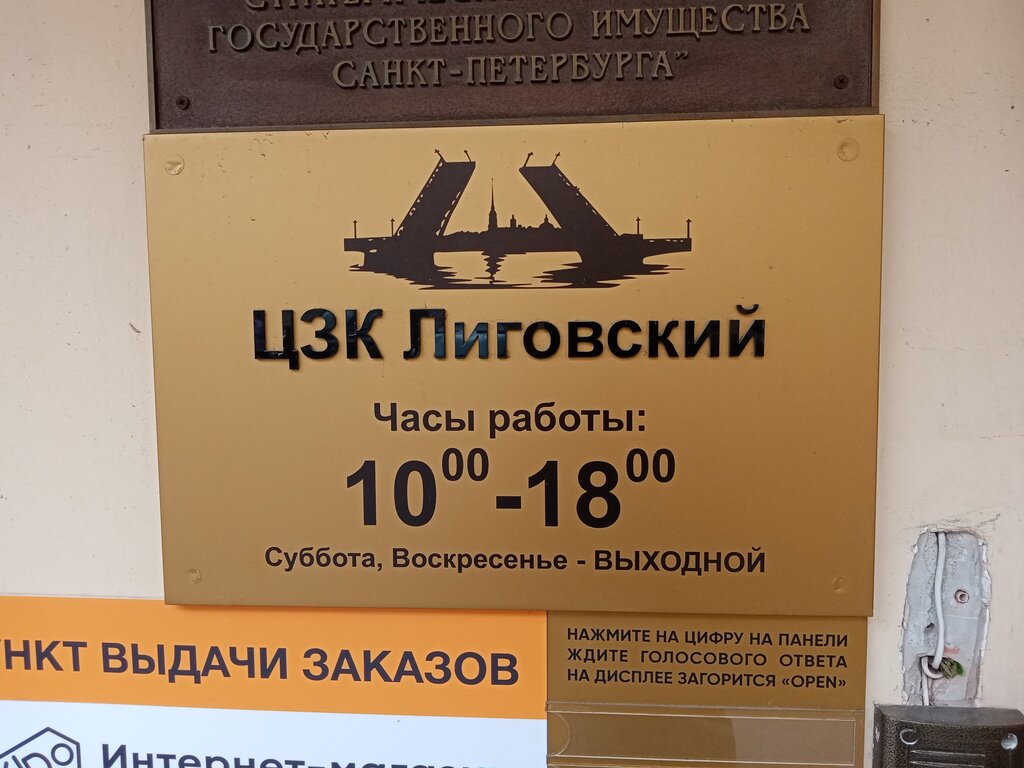 ГОСУДАРСТВЕННОГО ИМУЩЕСТВА
САНКТ-ПЕТЕРБУРГА"
ЦЗК Лиговский
Часы работы:
10⁰⁰-18⁰⁰
Суббота, Воскресенье - ВЫХОДНОЙ
ВЫДАЧИ ЗАКАЗОВ
НАЖМИТЕ НА ЦИФРУ НА ПАНЕЛИ
ЖДИТЕ ГОЛОСОВОГО ОТВЕТА
НА ДИСПЛЕЕ ЗАГОРИТСЯ «OPEN»